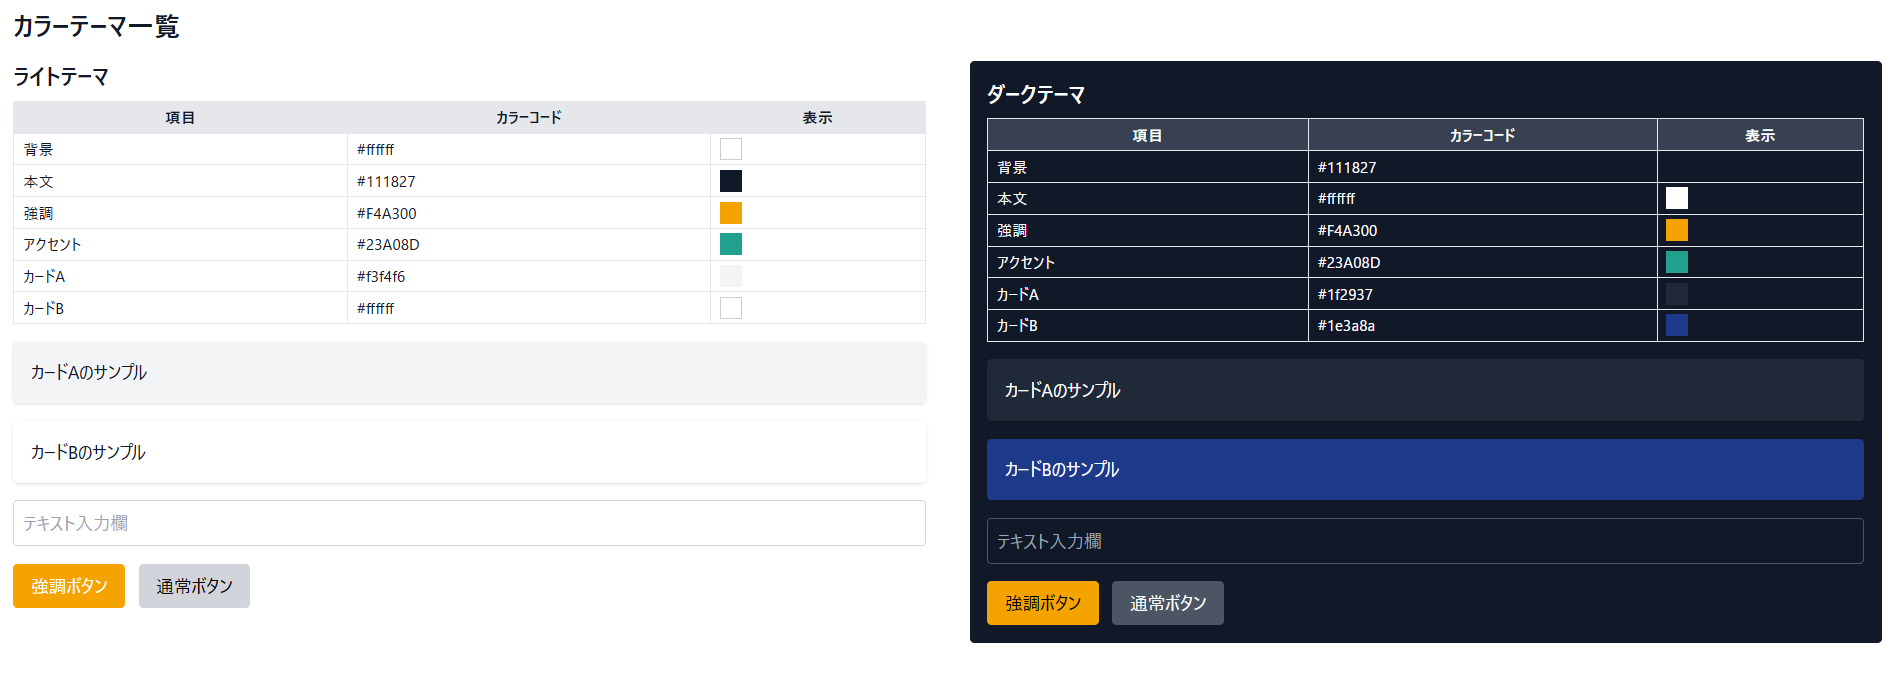 カラーテーマ一覧
ライトテーマ
項目 カラーコード 表示
背景 #ffffff
本文 #111827
強調 #F4A300
アクセント #23A08D
カードA #f3f4f6
カードB #ffffff
カードAのサンプル
カードBのサンプル
テキスト入力欄
強調ボタン 通常ボタン
ダークテーマ
項目 カラーコード 表示
背景 #111827
本文 #ffffff
強調 #F4A300
アクセント #23A08D
カードA #1f2937
カードB #1e3a8a
カードAのサンプル
カードBのサンプル
テキスト入力欄
強調ボタン 通常ボタン